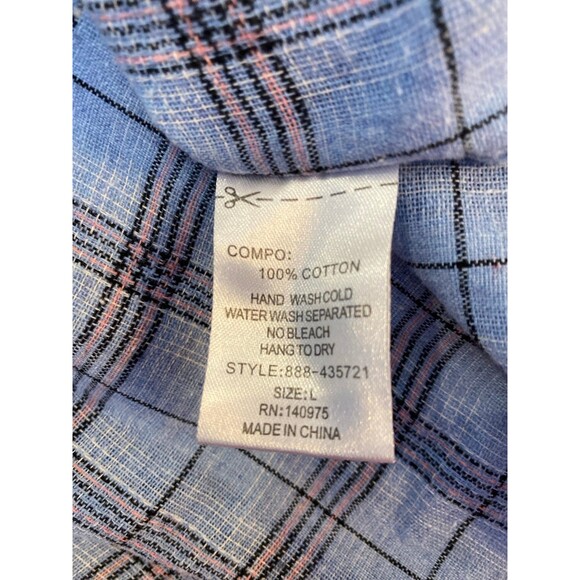 COMPO:
100% COTTON
HAND WASH COLD
WATER WASH SEPARATED
NO BLEACH
HANG TO DRY
STYLE:888-435721
SIZE:L
RN:140975
MADE IN CHINA